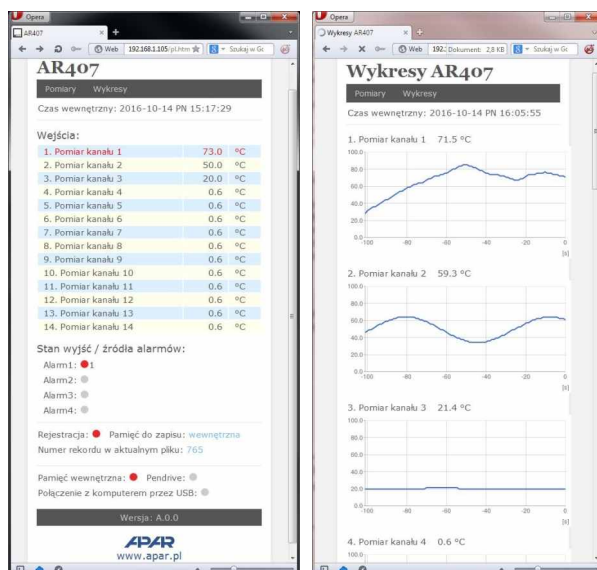 Opera
AR407
Web
192.168.1.105/pl.htm
Szukaj w Gc
AR407
Pomiary Wykresy
Czas wewnętrzny: 2016-10-14 PN 15:17:29
Wejścia:
1. Pomiar kanału 1 73.0 °C
2. Pomiar kanału 2 50.0 °C
3. Pomiar kanału 3 20.0 °C
4. Pomiar kanału 4 0.6 °C
5. Pomiar kanału 5 0.6 °C
6. Pomiar kanału 6 0.6 °C
7. Pomiar kanału 7 0.6 °C
8. Pomiar kanału 8 0.6 °C
9. Pomiar kanału 9 0.6 °C
10. Pomiar kanału 10 0.6 °C
11. Pomiar kanału 11 0.6 °C
12. Pomiar kanału 12 0.6 °C
13. Pomiar kanału 13 0.6 °C
14. Pomiar kanału 14 0.6 °C
Stan wyjść / źródła alarmów:
Alarm1: 1
Alarm2:
Alarm3:
Alarm4:
Rejestracja: Pamięć do zapisu: wewnętrzna
Numer rekordu w aktualnym pliku: 765
Pamięć wewnętrzna: Pendrive:
Połączenie z komputerem przez USB:
Wersja: A.0.0
APAR
www.apar.pl
Opera
Wykresy AR407
Web
192.
Dokument: 2,8 KB
Szukaj w Gc
Wykresy AR407
Pomiary Wykresy
Czas wewnętrzny: 2016-10-14 PN 16:05:55
1. Pomiar kanału 1 71.5 °C
100.0
80.0
60.0
40.0
20.0
0.0
-100 -80 -60 -40 -20 0
[s]
2. Pomiar kanału 2 59.3 °C
100.0
80.0
60.0
40.0
20.0
0.0
-100 -80 -60 -40 -20 0
[s]
3. Pomiar kanału 3 21.4 °C
100.0
80.0
60.0
40.0
20.0
0.0
-100 -80 -60 -40 -20 0
[s]
4. Pomiar kanału 4 0.6 °C
100.0